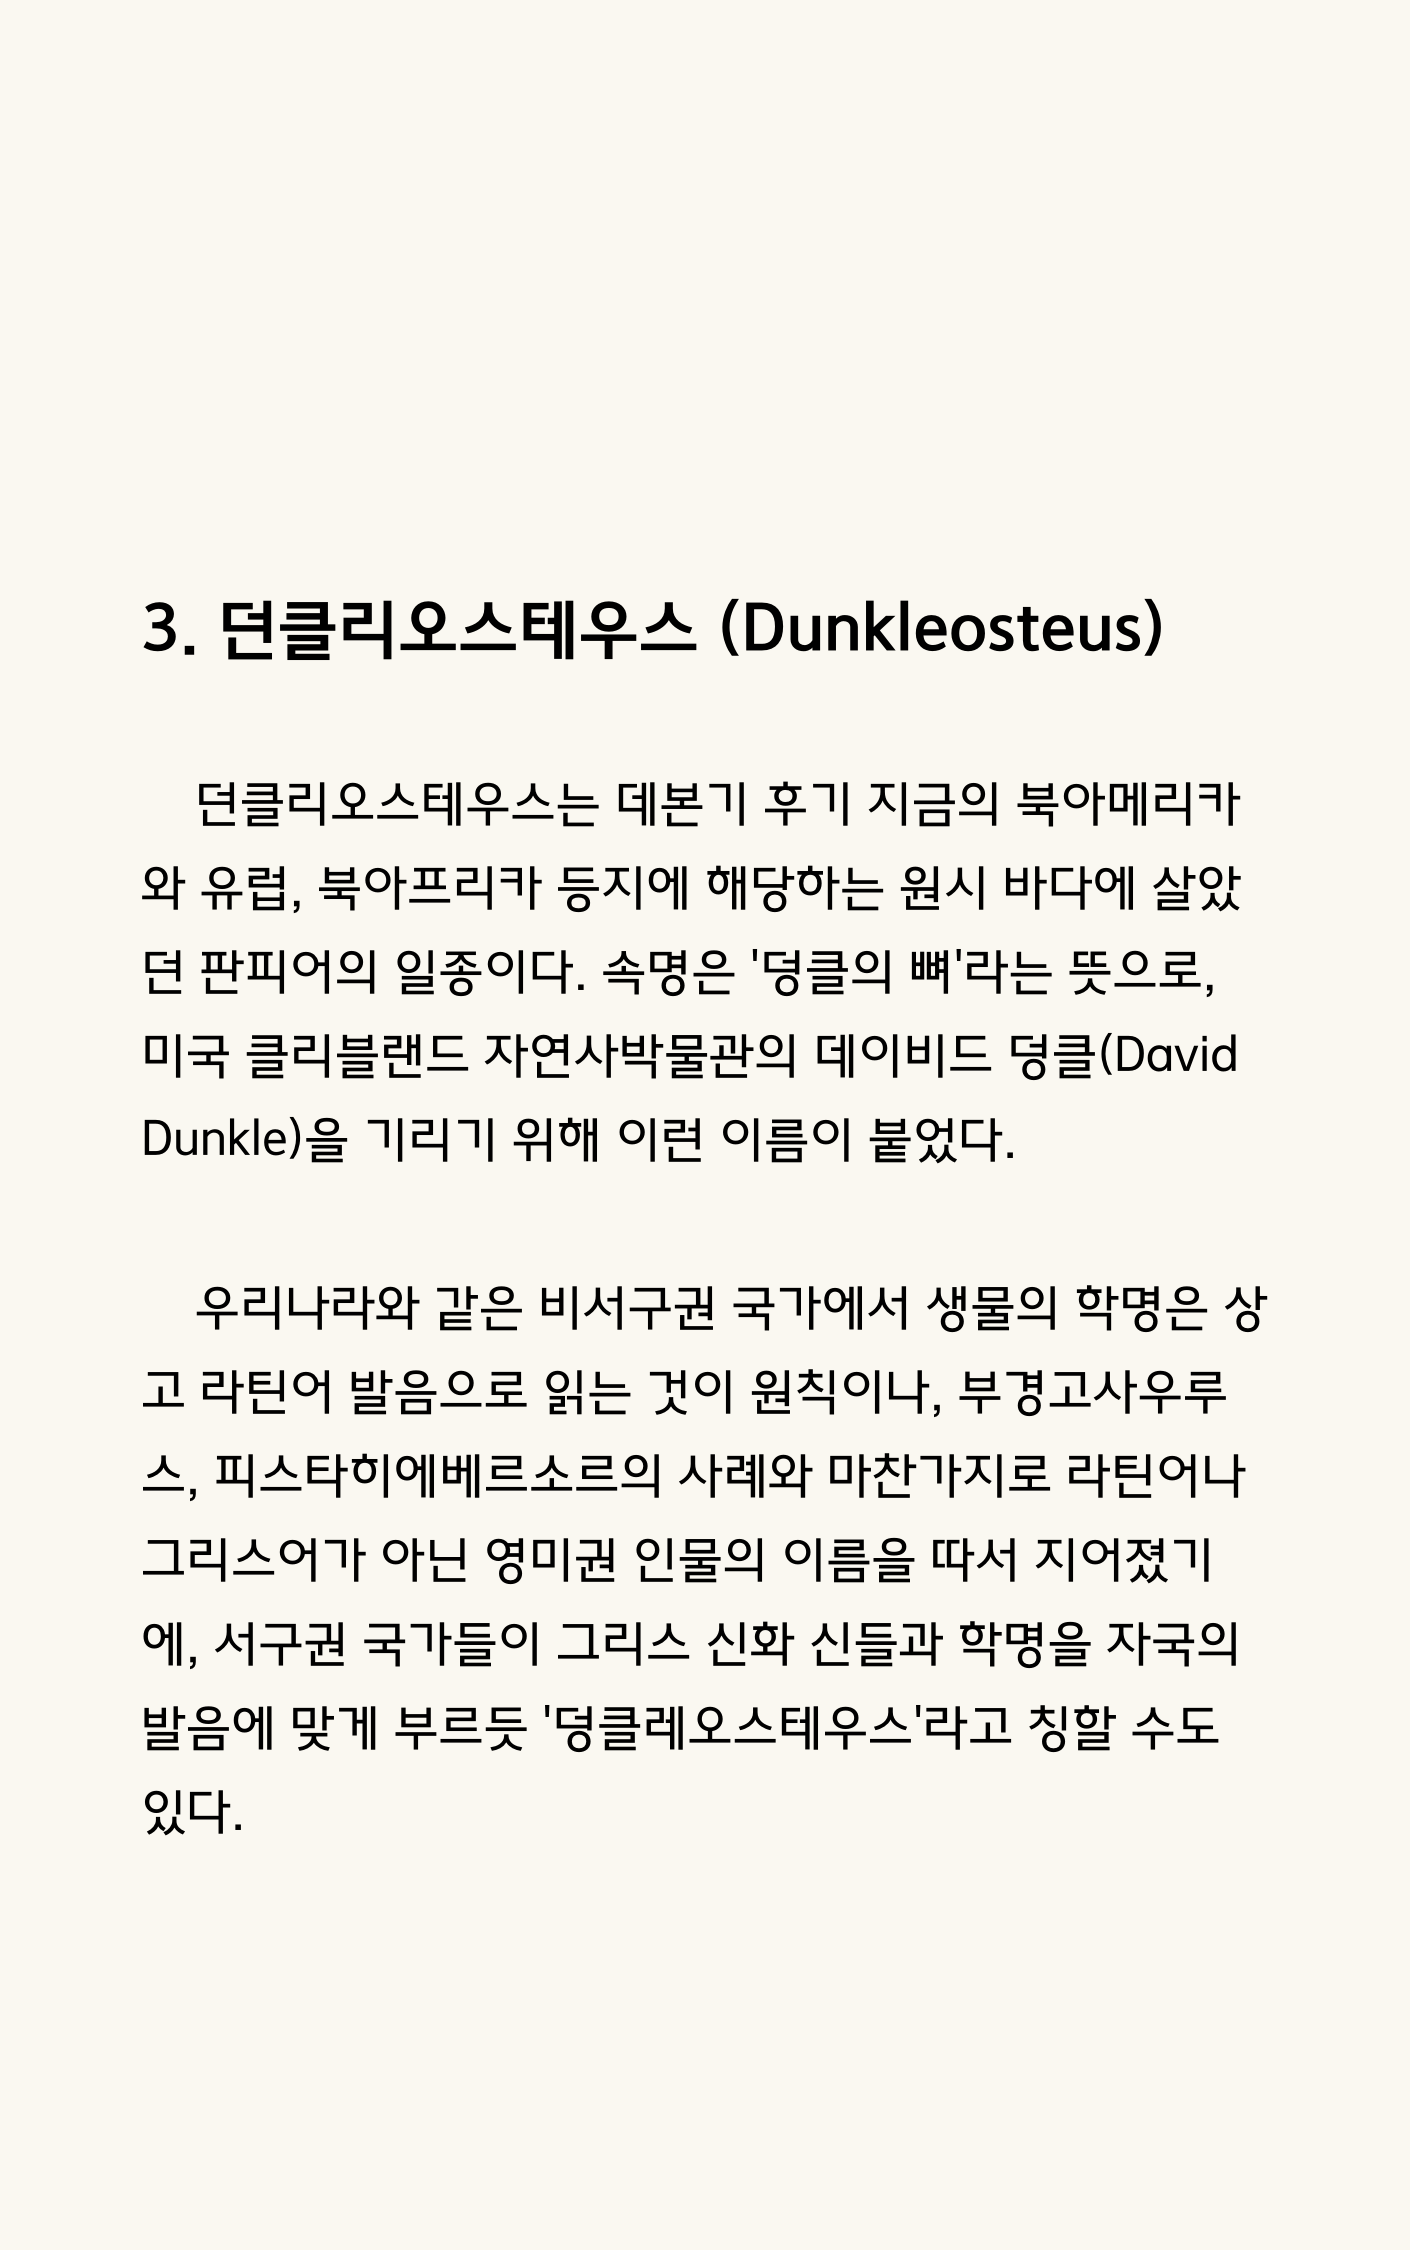 3. 던클리오스테우스 (Dunkleosteus)
던클리오스테우스는 데본기 후기 지금의 북아메리카
와 유렵, 북아프리카 등지에 해당하는 원시 바다에 살았
던 판피어의 일종이다. 속명은 '덩클의 뼈'라는 뜻으로,
미국 클리블랜드 자연사박물관의 데이비드 덩클(David
Dunkle)을 기리기 위해 이런 이름이 붙었다.
우리나라와 같은 비서구권 국가에서 생물의 학명은 상
고 라틴어 발음으로 읽는 것이 원칙이나, 부경고사우루
스, 피스타히에베르소르의 사례와 마찬가지로 라틴어나
그리스어가 아닌 영미권 인물의 이름을 따서 지어졌기
에, 서구권 국가들이 그리스 신화 신들과 학명을 자국의
발음에 맞게 부르듯 '덩클레오스테우스'라고 칭할 수도
있다.